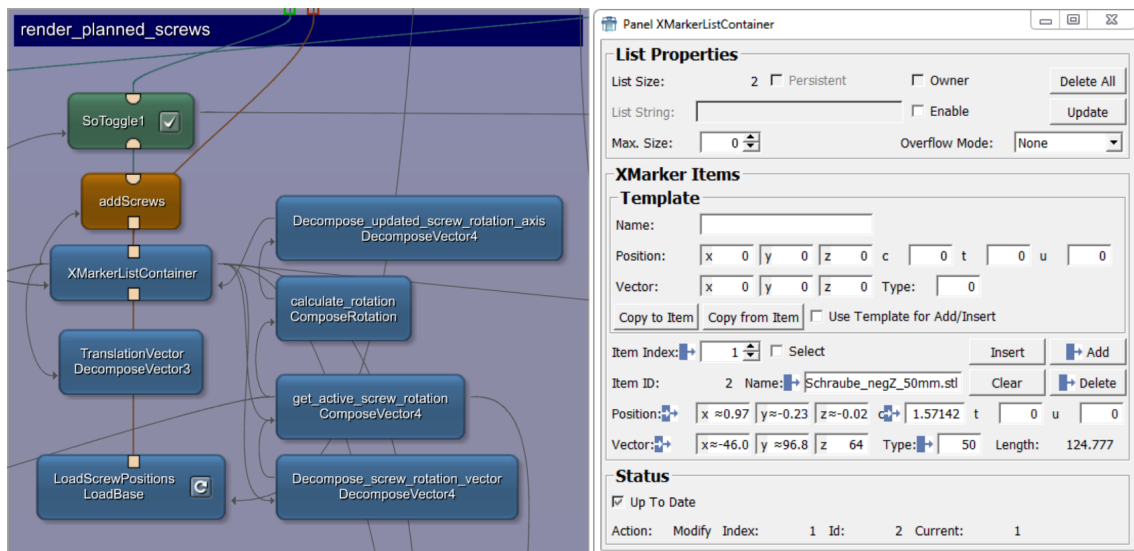 render_planned_screws
SoToggle1
addScrews
XMarkerListContainer
Decompose_updated_screw_rotation_axis
DecomposeVector4
calculate_rotation
ComposeRotation
TranslationVector
DecomposeVector3
get_active_screw_rotation
ComposeVector4
LoadScrewPositions
LoadBase
Decompose_screw_rotation_vector
DecomposeVector4
Panel XMarkerListContainer
List Properties
List Size: 2 Persistent Owner Delete All
List String: Enable Update
Max. Size: 0 Overflow Mode: None
XMarker Items
Template
Name:
Position: x 0 y 0 z 0 c 0 t 0 u 0
Vector: x 0 y 0 z 0 Type: 0
Copy to Item Copy from Item Use Template for Add/Insert
Item Index: 1 Select Insert Add
Item ID: 2 Name: Schraube_negZ_50mm.stl Clear Delete
Position: x ≈0.97 y≈-0.23 z≈-0.02 c 1.57142 t 0 u 0
Vector: x≈-46.0 y ≈96.8 z 64 Type: 50 Length: 124.777
Status
Up To Date
Action: Modify Index: 1 Id: 2 Current: 1